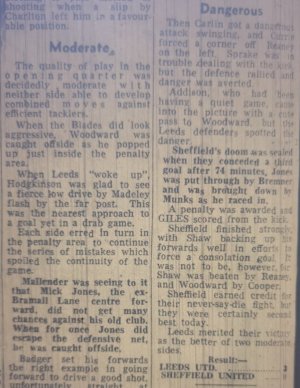 shooting when a slip by
Charlton left him in a favour-
able position.
Moderate
The quality of play in the
opening quarter was
decidedly moderate with
neither side able to develop
combined moves against
efficient tacklers.
When the Blades did look
aggressive, Woodward was
caught offside as he popped
up just inside the penalty
area.
When Leeds "woke up",
Hodgkinson was glad to see
a fierce low drive by Madeley
flash by the far post. This
was the nearest approach to
a goal yet in a drab game.
Each side erred in turn in
the penalty area to continue
the series of mistakes which
spoiled the continuity of the
game.
Mallender was seeing to it
that Mick Jones, the ex-
Bramall Lane centre for-
ward, did not get many
chances against his old club.
When for once Jones did
escape the defensive net,
he was caught offside.
Badger set his forwards
the right example in going
forward to drive a good shot,
unfortunately straight at
Dangerous
Then Carlin got a dangerous
attack swinging, and Currie
forced a corner off Reaney
on the left. Sprake was in
trouble dealing with the kick
but the defence rallied and
danger was averted.
Addison, who had been
having a quiet game, came
into the picture with a cute
pass to Woodward, but the
Leeds defenders spotted the
danger.
Sheffield's doom was sealed
when they conceded a third
goal after 74 minutes. Jones
was put through by Bremner
and was brought down by
Munks as he raced in.
A penalty was awarded and
GILES scored from the kick.
Sheffield finished strongly
with Shaw backing up his
forwards well in efforts to
force a consolation goal. It
was not to be, however, for
Shaw was beaten by Reaney,
and Woodward by Cooper.
Sheffield earned credit for
their never-say-die fight, but
they were certainly second
best today.
Leeds merited their victory
as the better of two moderate
sides.
Result:—
LEEDS UTD. 3
SHEFFIELD UNITED